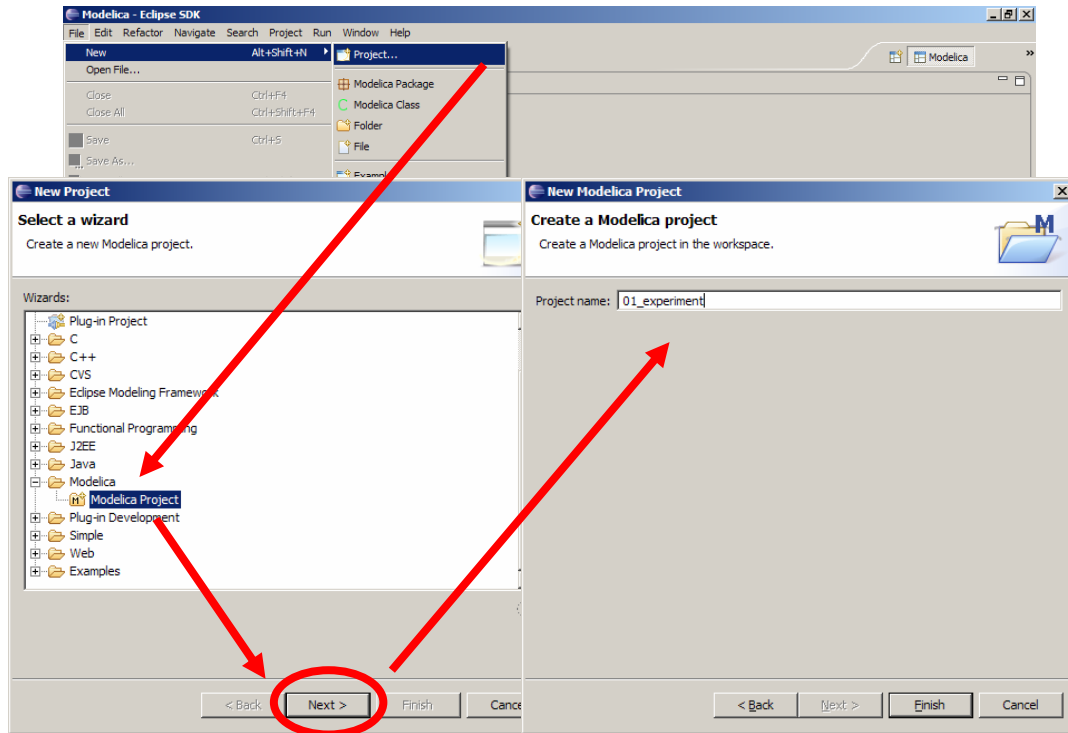 Modelica - Eclipse SDK
File Edit Refactor Navigate Search Project Run Window Help
New Alt+Shift+N
Open File...
Close Ctrl+F4
Close All Ctrl+Shift+F4
Save Ctrl+S
Save As...
Project...
Modelica Package
Modelica Class
Folder
File
Modelica
»
New Project
Select a wizard
Create a new Modelica project.
Wizards:
Plug-in Project
C
C++
CVS
Eclipse Modeling Framework
EJB
Functional Programming
J2EE
Java
Modelica
Modelica Project
Plug-in Development
Simple
Web
Examples
< Back Next > Finish Cance
New Modelica Project
Create a Modelica project
Create a Modelica project in the workspace.
M
Project name: 01_experiment
< Back Next > Finish Cancel